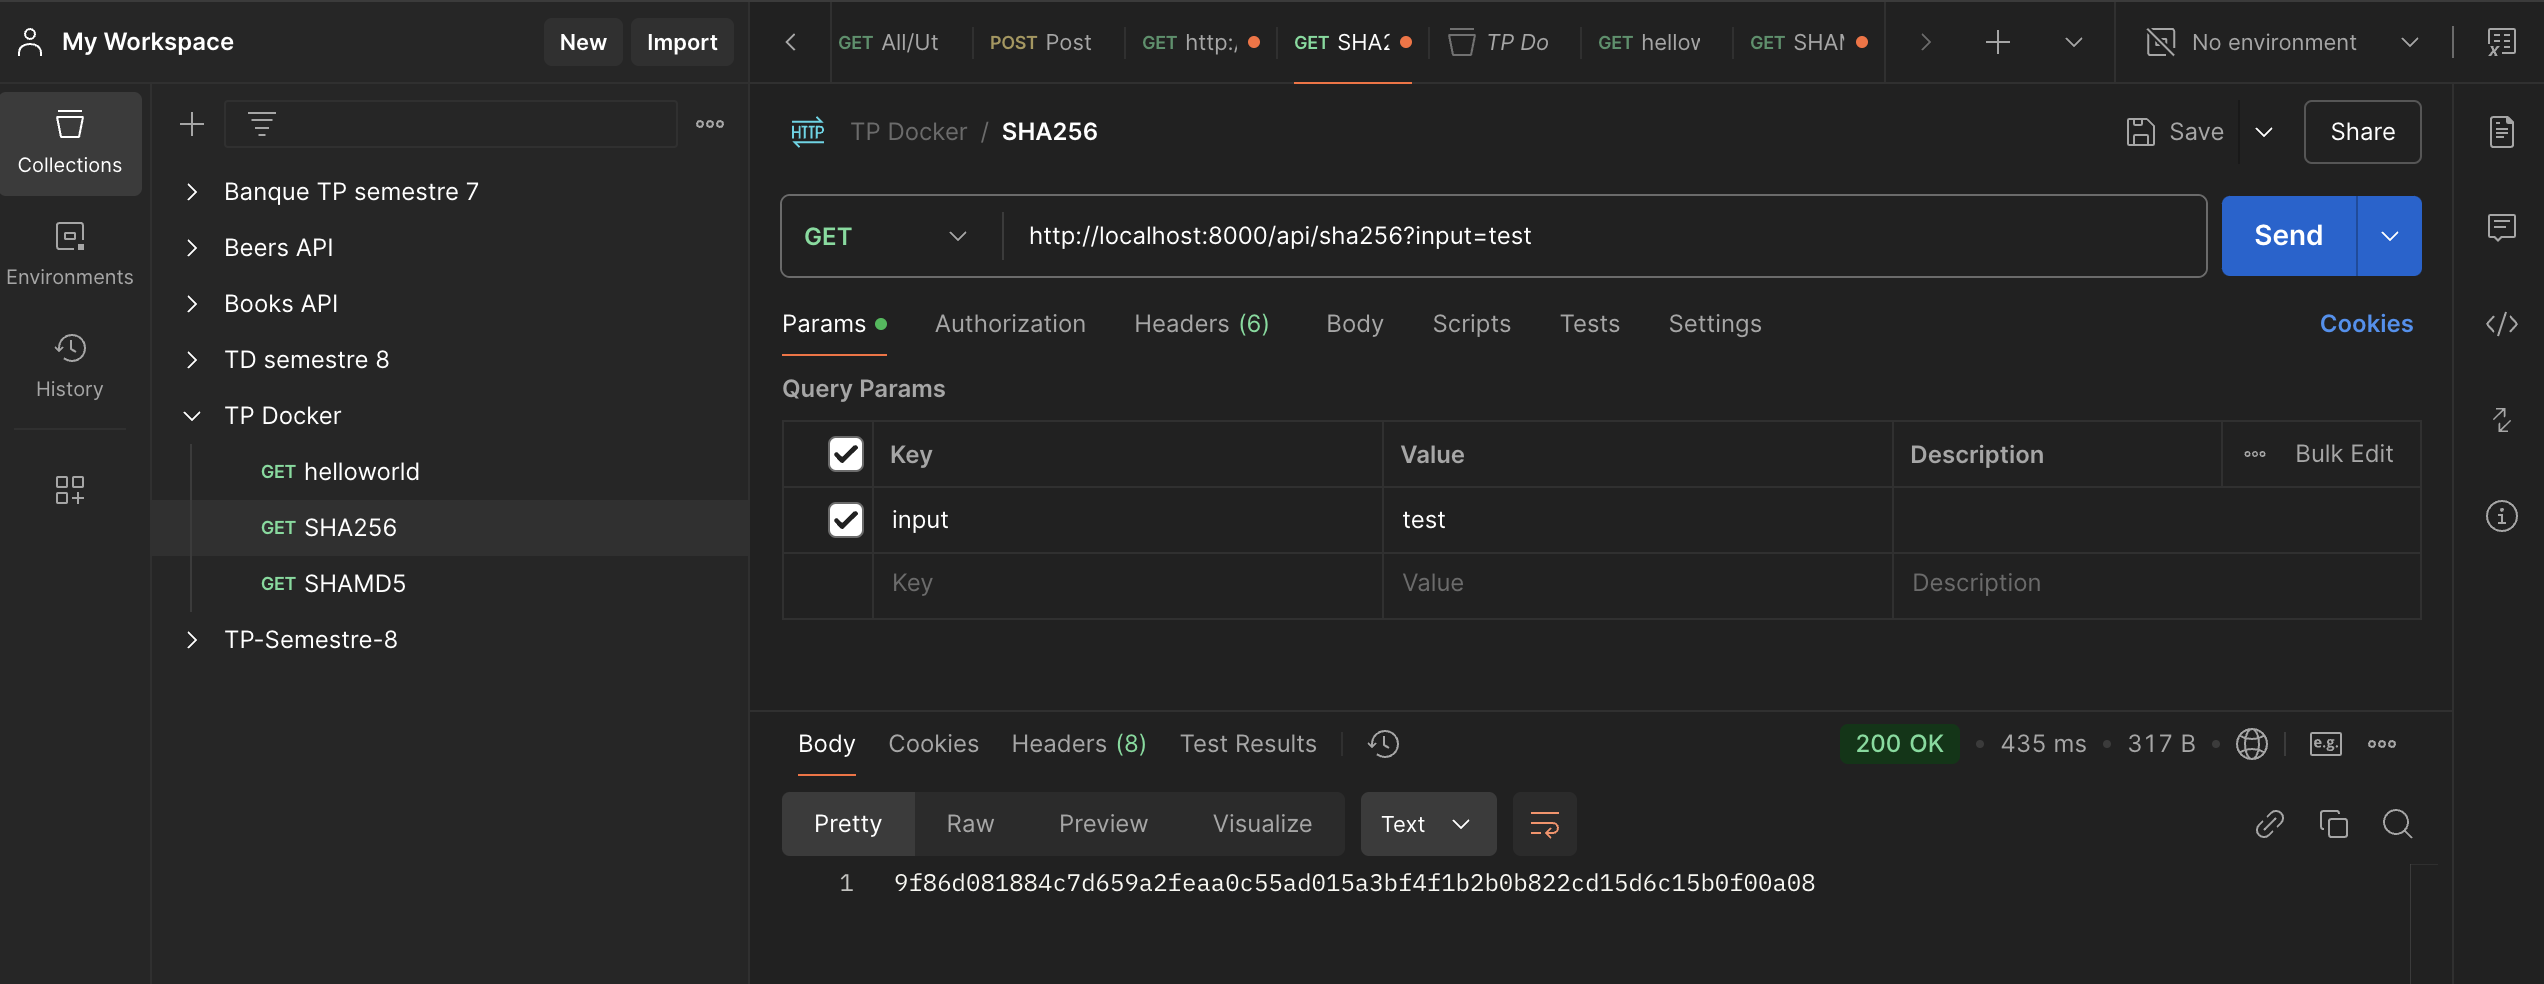 My Workspace
New
Import
GET All/Ut
POST Post
GET http:/
GET SHA2
TP Do
GET hellow
GET SHAM
No environment
Collections
Environments
History
Banque TP semestre 7
Beers API
Books API
TD semestre 8
TP Docker
GET helloworld
GET SHA256
GET SHAMD5
TP-Semestre-8
HTTP TP Docker / SHA256
Save
Share
GET
http://localhost:8000/api/sha256?input=test
Send
Params
Authorization
Headers (6)
Body
Scripts
Tests
Settings
Cookies
Query Params
Key
Value
Description
Bulk Edit
input
test
Key
Value
Description
Body
Cookies
Headers (8)
Test Results
200 OK
435 ms
317 B
e.g.
Pretty
Raw
Preview
Visualize
Text
1
9f86d081884c7d659a2feaa0c55ad015a3bf4f1b2b0b822cd15d6c15b0f00a08